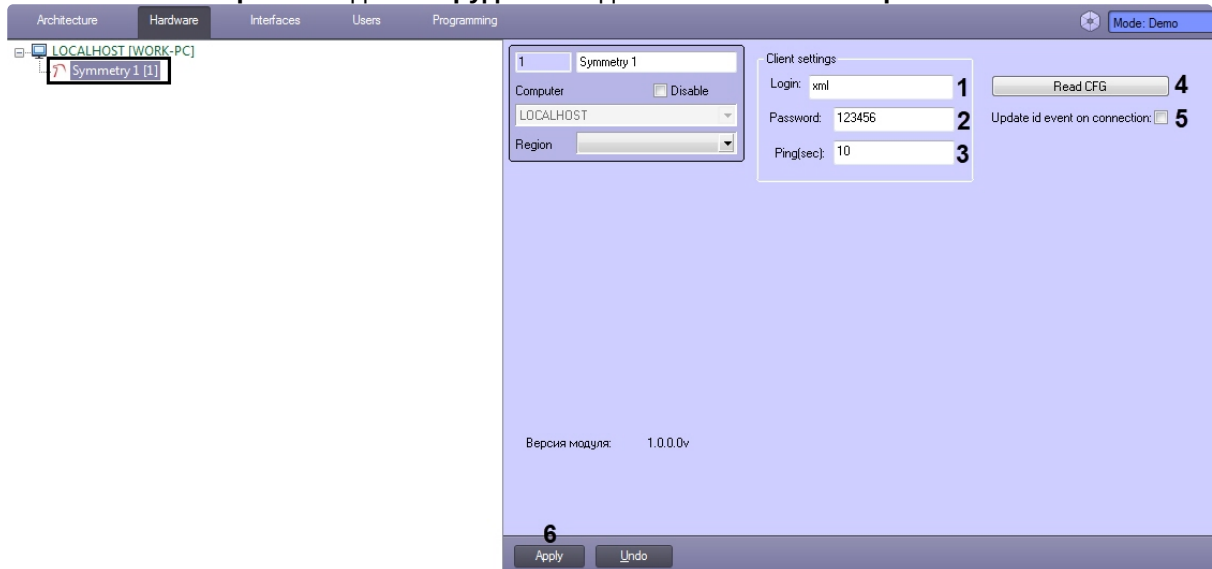 Architecture Hardware Interfaces Users Programming Mode: Demo
LOCALHOST [WORK-PC]
Symmetry 1 [1]
1 Symmetry 1
Computer Disable
LOCALHOST
Region
Client settings
Login: xml 1
Password: 123456 2
Ping(sec): 10 3
Read CFG 4
Update id event on connection: 5
Версия модуля: 1.0.0.0v
6
Apply Undo